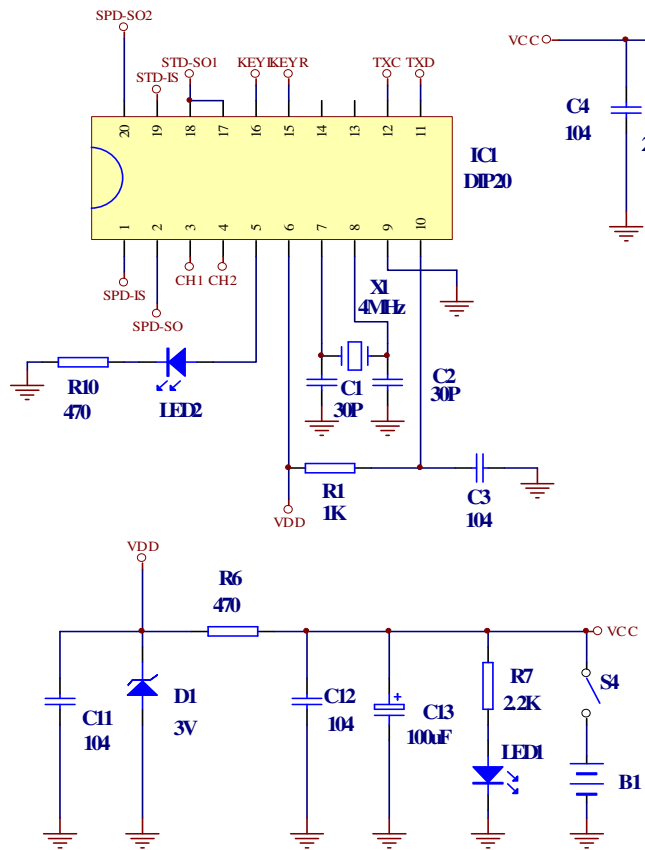 SPD-SO2
STD-IS
STD-SO1
KEYL
KEYR
TXC
TXD
VCC
20
19
18
17
16
15
14
13
12
11
C4
104
2
IC1
DIP20
1
2
3
4
5
6
7
8
9
10
SPD-IS
SPD-SO
CH1
CH2
X1
4MHz
R10
470
LED2
C1
30P
C2
30P
R1
1K
C3
104
VDD
VDD
R6
470
VCC
C11
104
D1
3V
C12
104
+
C13
100uF
R7
2.2K
LED1
S4
B1